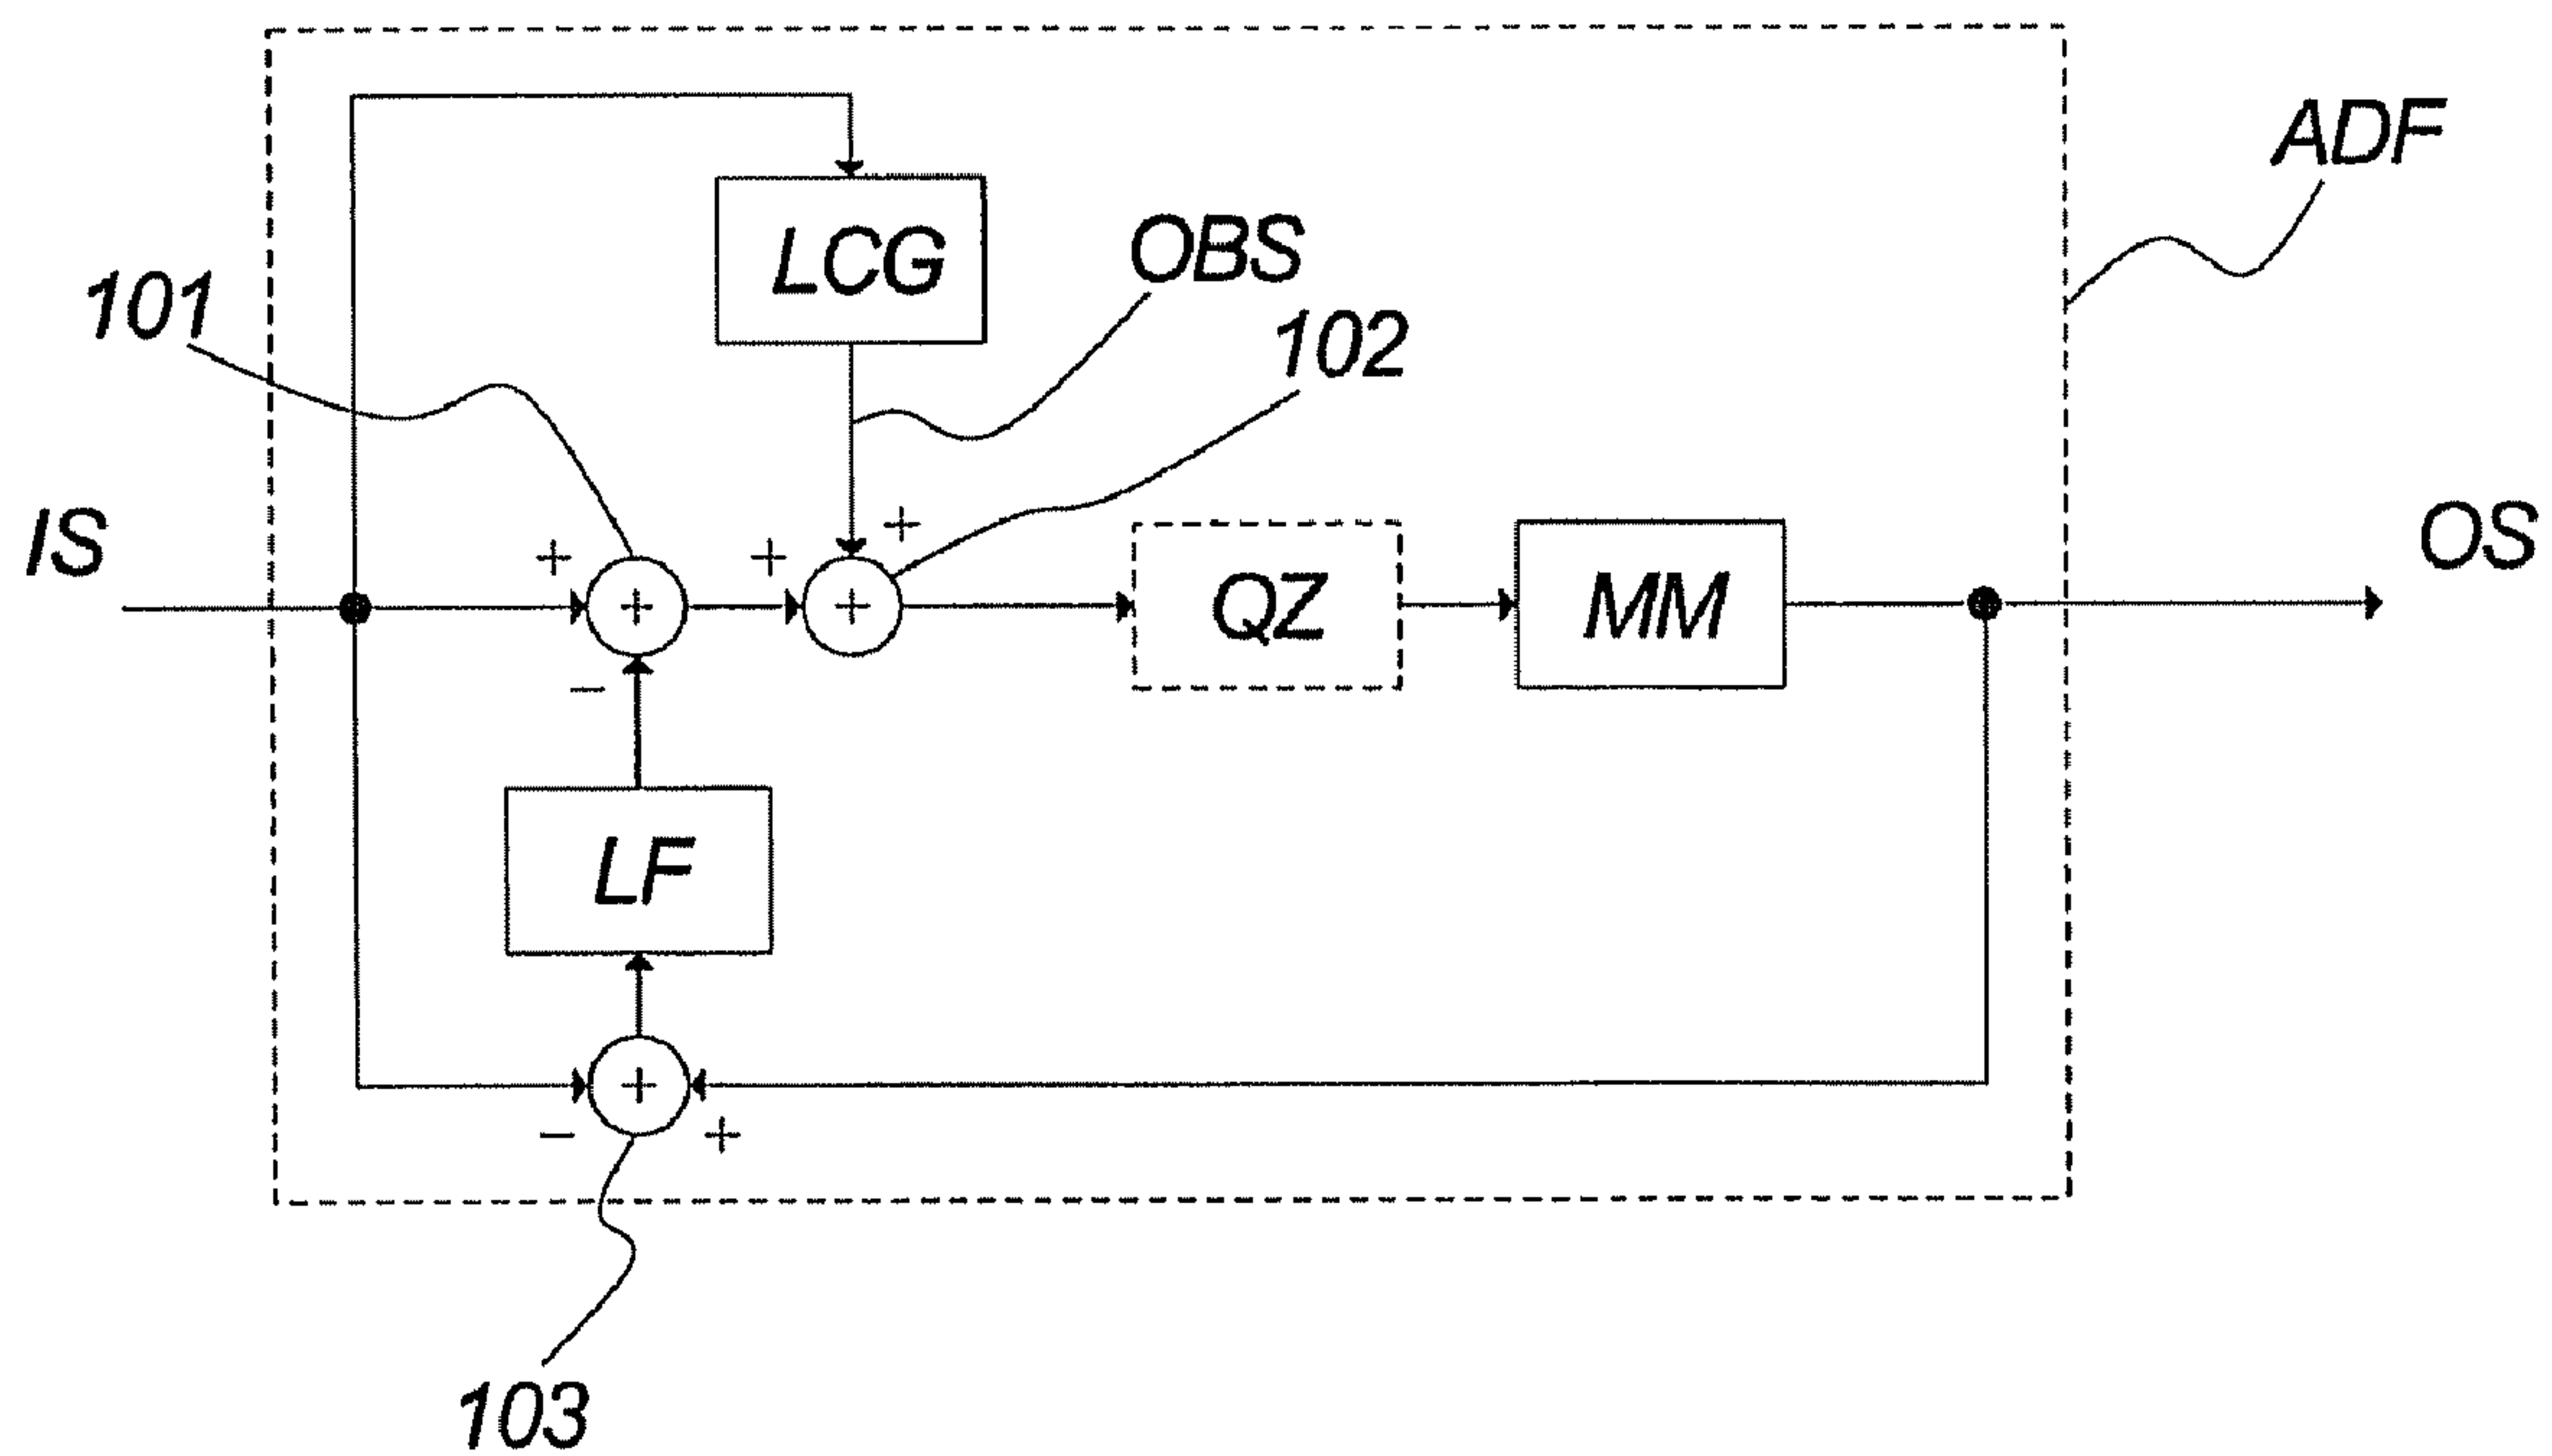 ADF
LCG
OBS
101
102
IS
+
+
+
+
+
QZ
MM
OS
−
LF
+
−
+
103